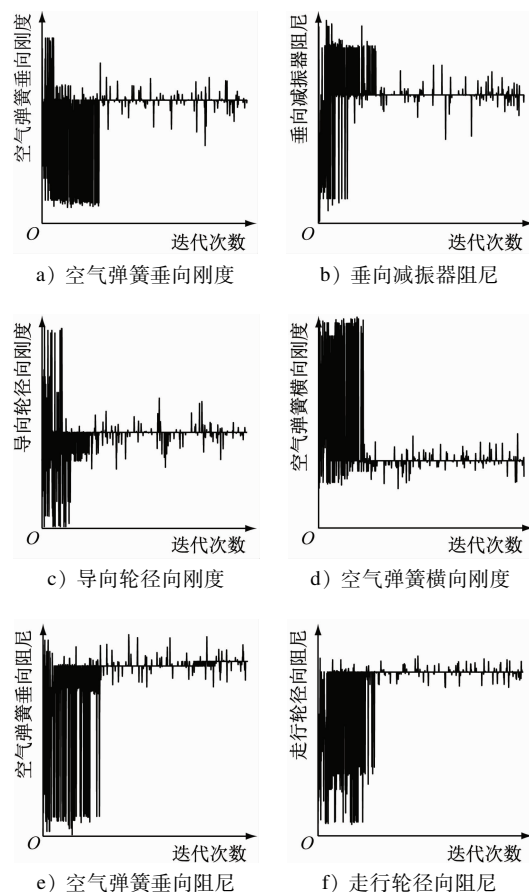 空气弹簧垂向刚度
O
迭代次数
a）空气弹簧垂向刚度
垂向减振器阻尼
O
迭代次数
b）垂向减振器阻尼
导向轮径向刚度
O
迭代次数
c）导向轮径向刚度
空气弹簧横向刚度
O
迭代次数
d）空气弹簧横向刚度
空气弹簧垂向阻尼
O
迭代次数
e）空气弹簧垂向阻尼
走行轮径向阻尼
O
迭代次数
f）走行轮径向阻尼